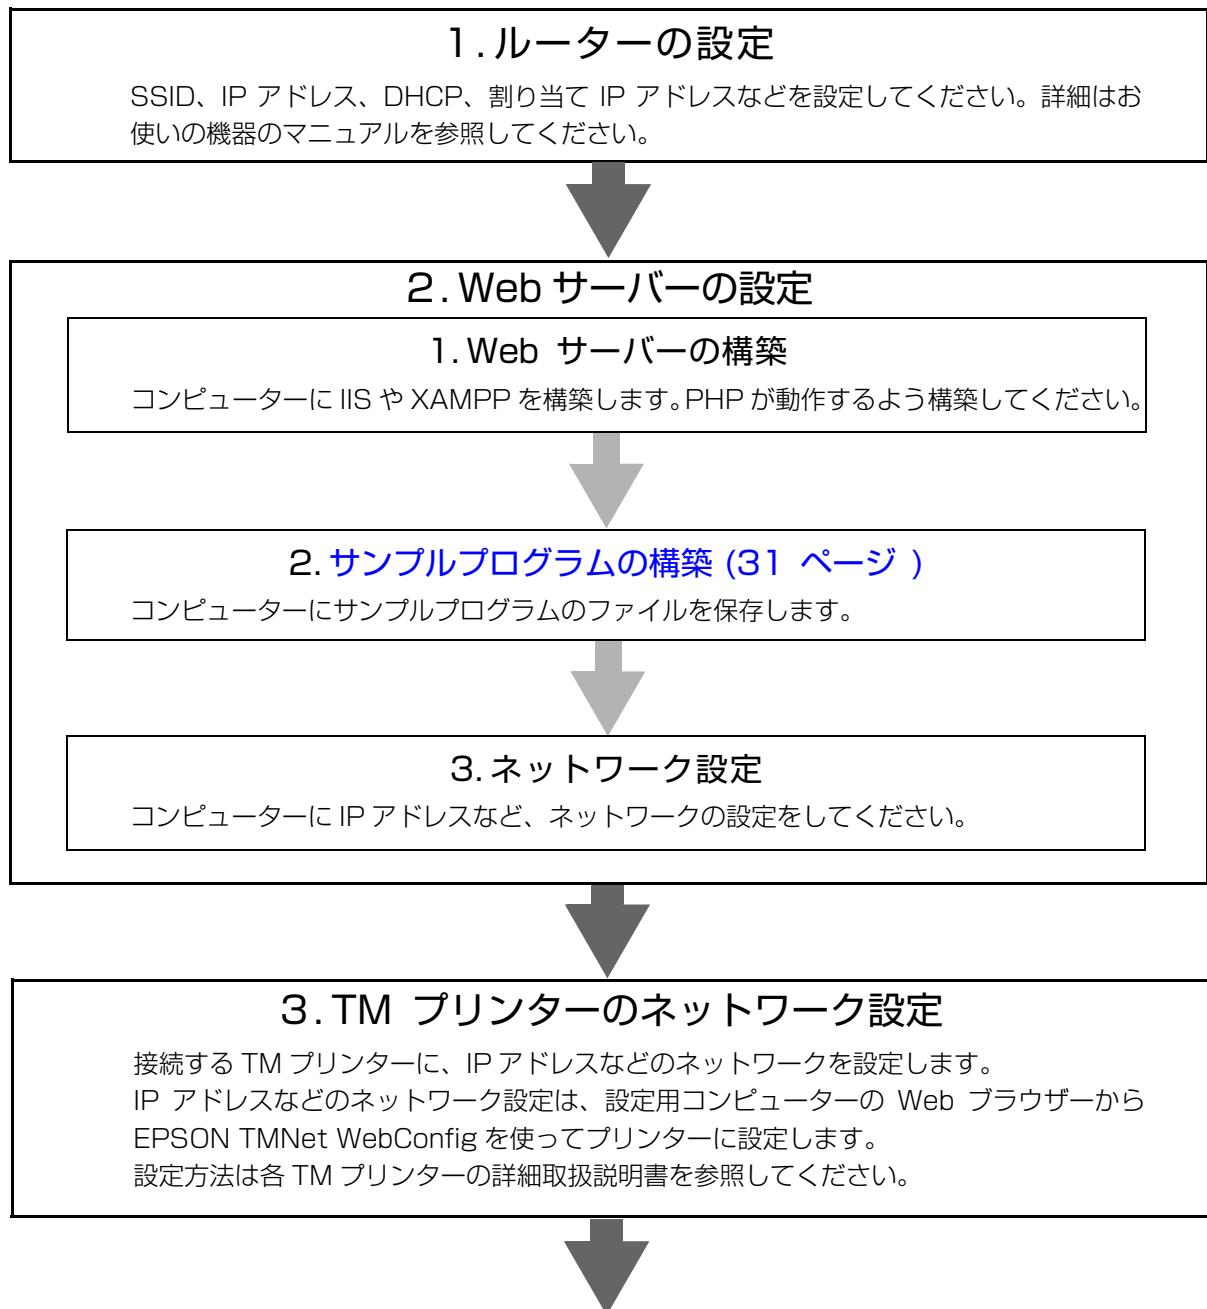 1.ルーターの設定
SSID、IP アドレス、DHCP、割り当て IP アドレスなどを設定してください。詳細はお
使いの機器のマニュアルを参照してください。
2.Web サーバーの設定
1.Web サーバーの構築
コンピューターに IIS や XAMPP を構築します。PHP が動作するよう構築してください。
2.サンプルプログラムの構築 (31 ページ )
コンピューターにサンプルプログラムのファイルを保存します。
3.ネットワーク設定
コンピューターに IP アドレスなど、ネットワークの設定をしてください。
3.TM プリンターのネットワーク設定
接続する TM プリンターに、IP アドレスなどのネットワークを設定します。
IP アドレスなどのネットワーク設定は、設定用コンピューターの Web ブラウザーから
EPSON TMNet WebConfig を使ってプリンターに設定します。
設定方法は各 TM プリンターの詳細取扱説明書を参照してください。